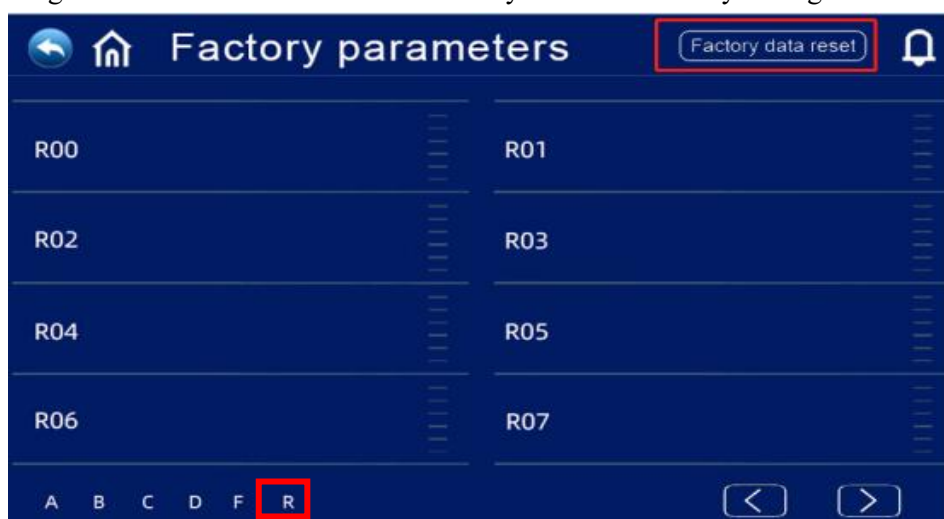 Factory parameters Factory data reset
R00 R01
R02 R03
R04 R05
R06 R07
A B C D F R